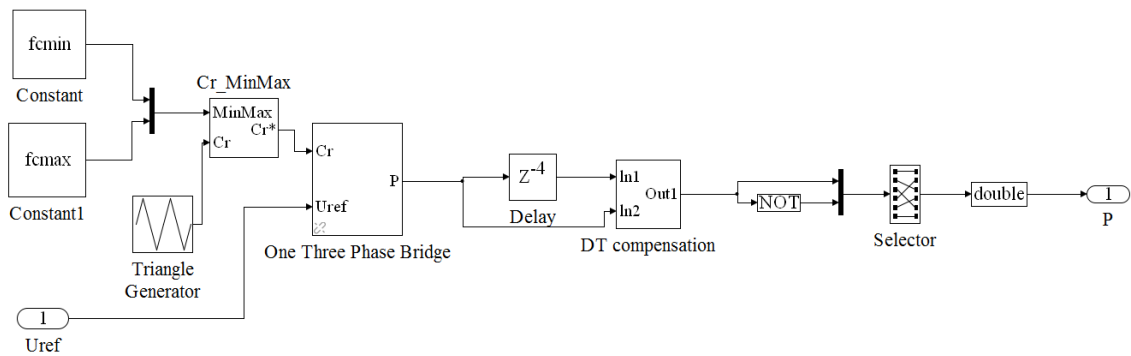 fcmin
Constant
fcmax
Constant1
Cr_MinMax
MinMax
Cr
Cr*
Triangle
Generator
1
Uref
Cr
P
Uref
One Three Phase Bridge
Z-4
Delay
In1
In2
Out1
DT compensation
NOT
Selector
double
1
P